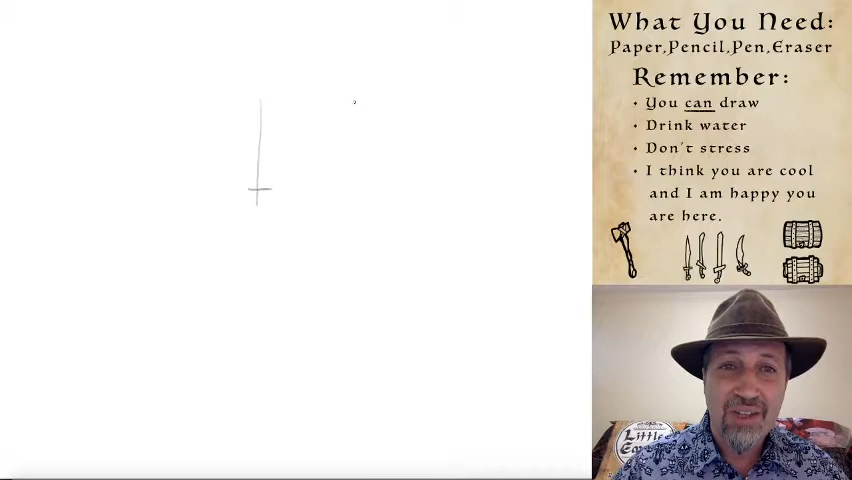 What You Need:
Paper,Pencil,Pen,Eraser
Remember:
• You can draw
• Drink water
• Don't stress
• I think you are cool
and I am happy you
are here.
Little